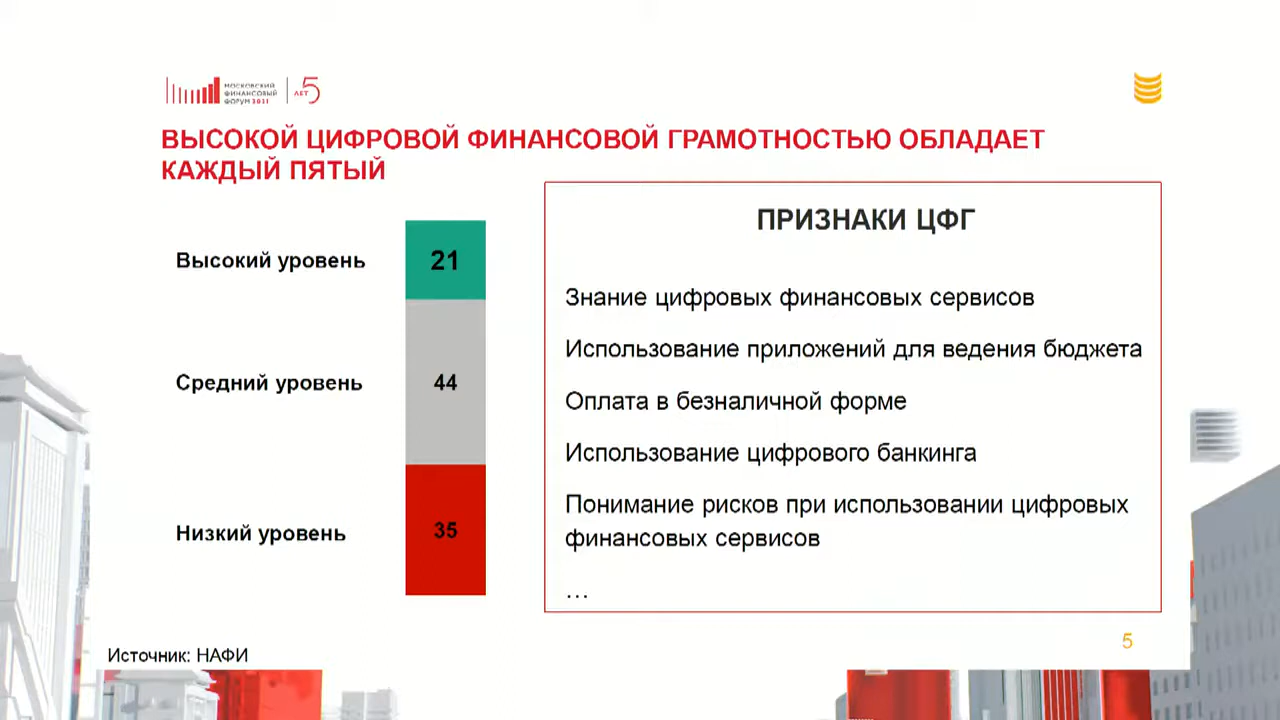 МОСКОВСКИЙ
ФИНАНСОВЫЙ
ФОРУМ 2021
5
ЛЕТ
ВЫСОКОЙ ЦИФРОВОЙ ФИНАНСОВОЙ ГРАМОТНОСТЬЮ ОБЛАДАЕТ
КАЖДЫЙ ПЯТЫЙ
Высокий уровень
21
Средний уровень
44
Низкий уровень
35
ПРИЗНАКИ ЦФГ
Знание цифровых финансовых сервисов
Использование приложений для ведения бюджета
Оплата в безналичной форме
Использование цифрового банкинга
Понимание рисков при использовании цифровых
финансовых сервисов
…
5
Источник: НАФИ